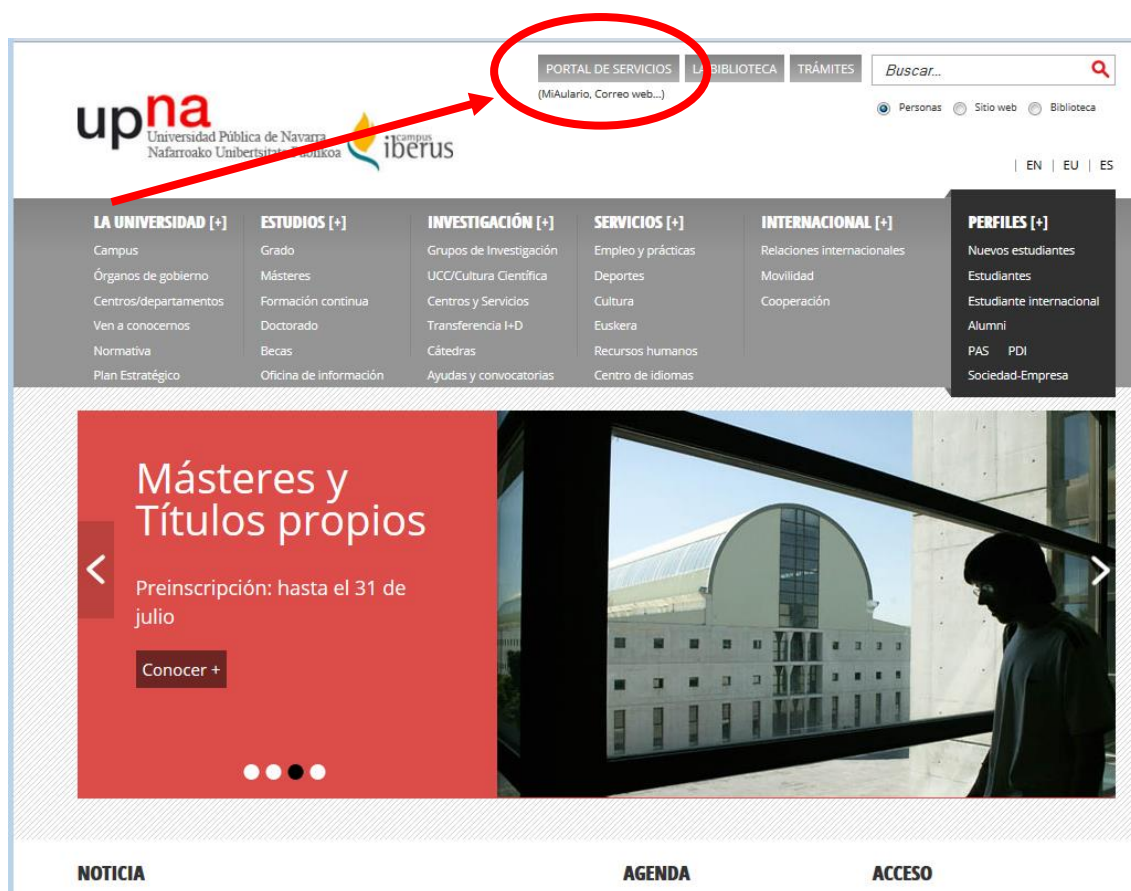 PORTAL DE SERVICIOS
LA BIBLIOTECA
TRÁMITES
Buscar...
(MiAulario, Correo web...)
Personas
Sitio web
Biblioteca
upna
Universidad Pública de Navarra
Nafarroako Unibertsitate Publikoa
campus
iberus
| EN | EU | ES
LA UNIVERSIDAD [+]
Campus
Órganos de gobierno
Centros/departamentos
Ven a conocernos
Normativa
Plan Estratégico
ESTUDIOS [+]
Grado
Másteres
Formación continua
Doctorado
Becas
Oficina de información
INVESTIGACIÓN [+]
Grupos de Investigación
UCC/Cultura Científica
Centros y Servicios
Transferencia I+D
Cátedras
Ayudas y convocatorias
SERVICIOS [+]
Empleo y prácticas
Deportes
Cultura
Euskera
Recursos humanos
Centro de idiomas
INTERNACIONAL [+]
Relaciones internacionales
Movilidad
Cooperación
PERFILES [+]
Nuevos estudiantes
Estudiantes
Estudiante internacional
Alumni
PAS PDI
Sociedad-Empresa
Másteres y
Títulos propios
Preinscripción: hasta el 31 de
julio
Conocer +
NOTICIA
AGENDA
ACCESO